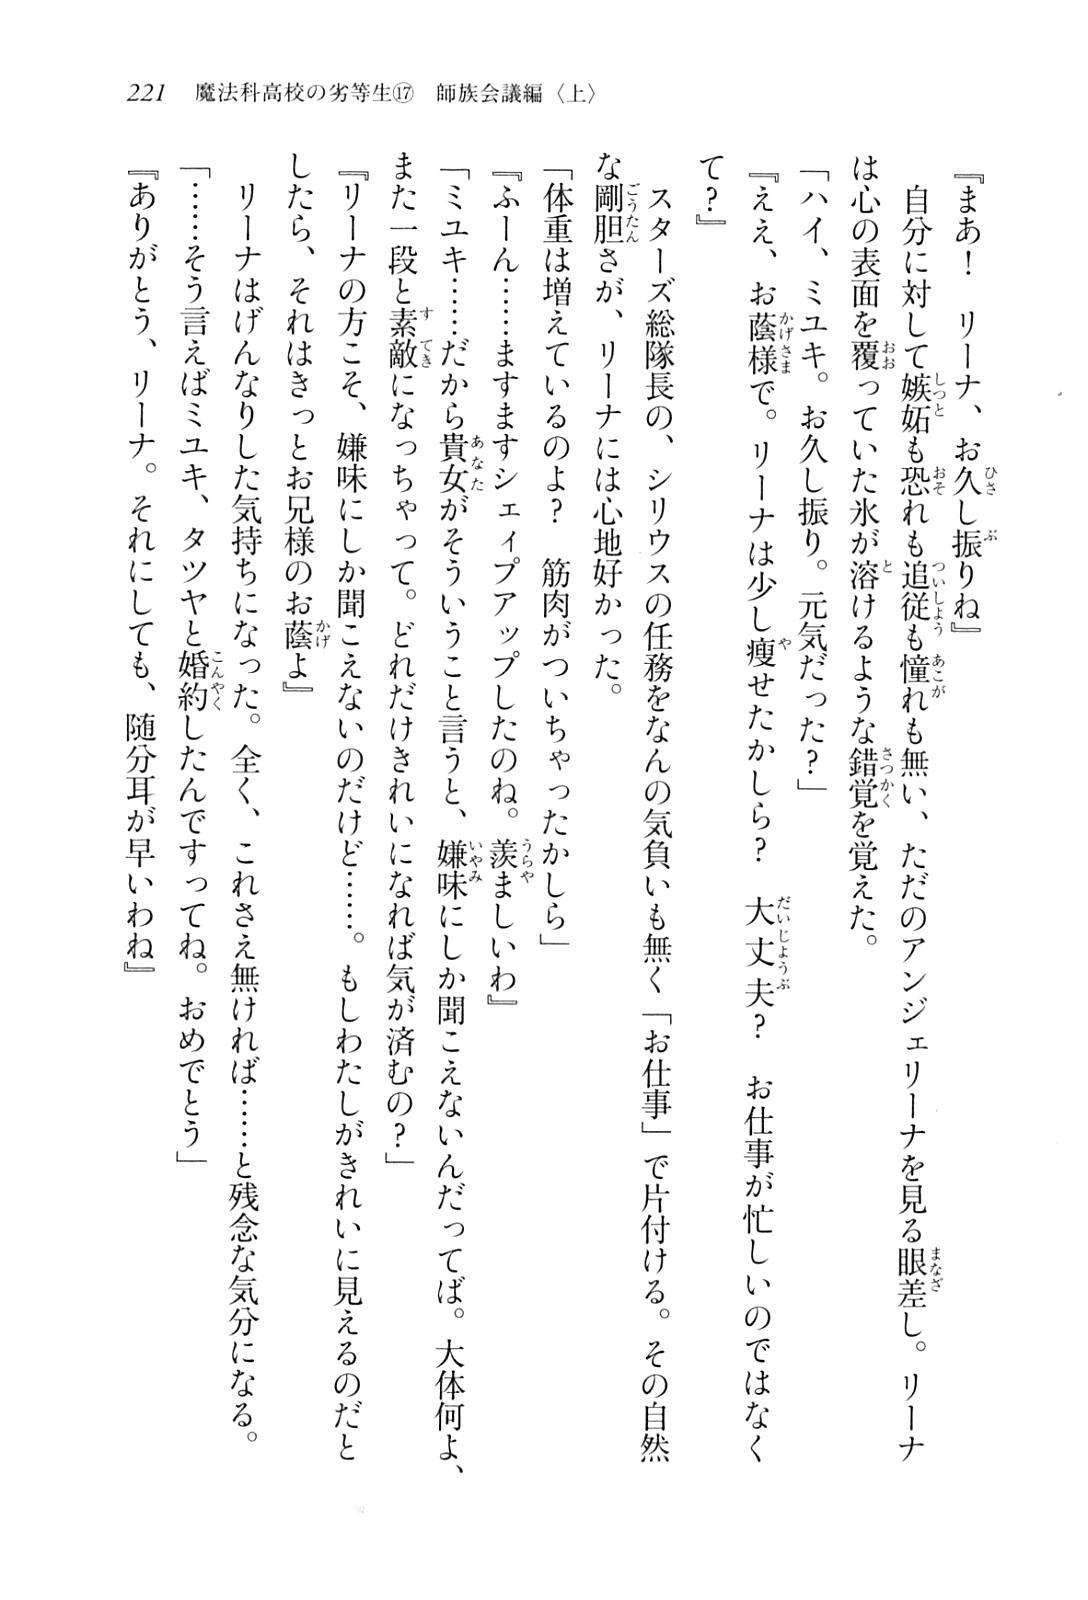 221　魔法科高校の劣等生⑰　師族会議編〈上〉
『まあ！　リーナ、お久し振りね』
　自分に対して嫉妬も恐れも追従も憧れも無い、ただのアンジェリーナを見る眼差し。リーナ
は心の表面を覆っていた氷が溶けるような錯覚を覚えた。
「ハイ、ミユキ。お久し振り。元気だった？」
『ええ、お蔭様で。リーナは少し痩せたかしら？　大丈夫？　お仕事が忙しいのではなく
て？』
　スターズ総隊長の、シリウスの任務をなんの気負いも無く「お仕事」で片付ける。その自然
な剛胆さが、リーナには心地好かった。
「体重は増えているのよ？　筋肉がついちゃったかしら」
『ふーん……ますますシェイプアップしたのね。羨ましいわ』
「ミユキ……だから貴女がそういうこと言うと、嫌味にしか聞こえないんだってば。大体何よ、
また一段と素敵になっちゃって。どれだけきれいになれば気が済むの？」
『リーナの方こそ、嫌味にしか聞こえないのだけど……。もしわたしがきれいに見えるのだと
したら、それはきっとお兄様のお蔭よ』
　リーナはげんなりした気持ちになった。全く、これさえ無ければ……と残念な気分になる。
「……そう言えばミユキ、タツヤと婚約したんですってね。おめでとう」
『ありがとう、リーナ。それにしても、随分耳が早いわね』